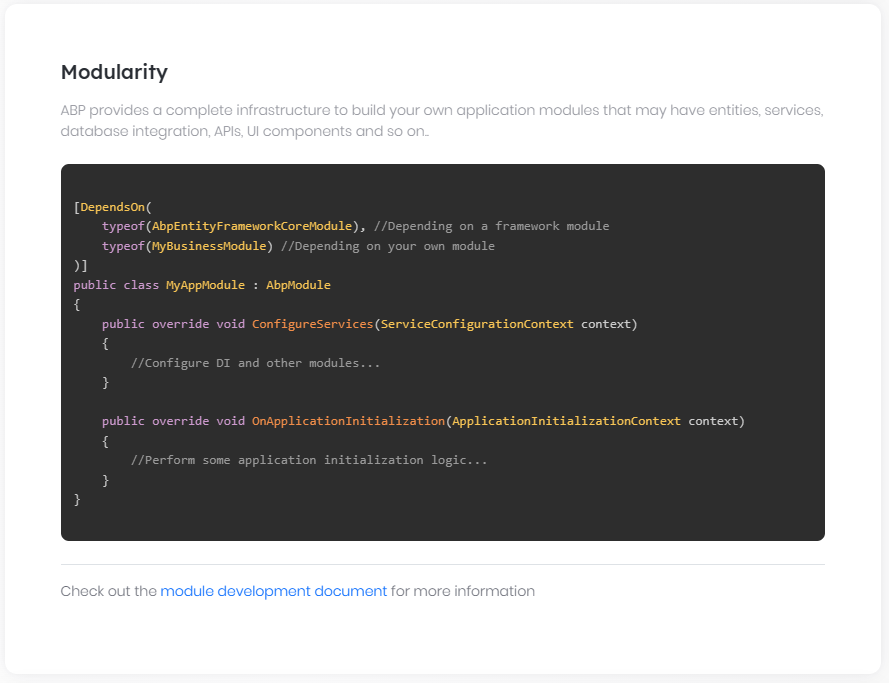 Modularity
ABP provides a complete infrastructure to build your own application modules that may have entities, services,
database integration, APIs, UI components and so on..
[DependsOn(
    typeof(AbpEntityFrameworkCoreModule), //Depending on a framework module
    typeof(MyBusinessModule) //Depending on your own module
)]
public class MyAppModule : AbpModule
{
    public override void ConfigureServices(ServiceConfigurationContext context)
    {
        //Configure DI and other modules...
    }

    public override void OnApplicationInitialization(ApplicationInitializationContext context)
    {
        //Perform some application initialization logic...
    }
}
Check out the module development document for more information